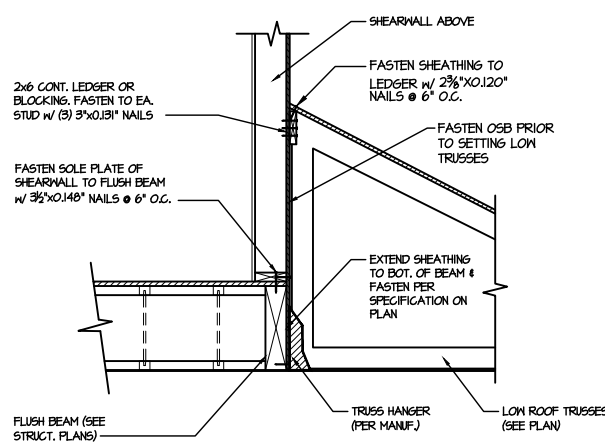 SHEARWALL ABOVE
FASTEN SHEATHING TO
LEDGER W/ 2⅜"X0.120"
NAILS @ 6" O.C.
2x6 CONT. LEDGER OR
BLOCKING. FASTEN TO EA.
STUD W/ (3) 3"x0.131" NAILS
FASTEN OSB PRIOR
TO SETTING LOW
TRUSSES
FASTEN SOLE PLATE OF
SHEARWALL TO FLUSH BEAM
W/ 3½"x0.148" NAILS @ 6" O.C.
EXTEND SHEATHING
TO BOT. OF BEAM &
FASTEN PER
SPECIFICATION ON
PLAN
FLUSH BEAM (SEE
STRUCT. PLANS)
TRUSS HANGER
(PER MANUF.)
LOW ROOF TRUSSES
(SEE PLAN)